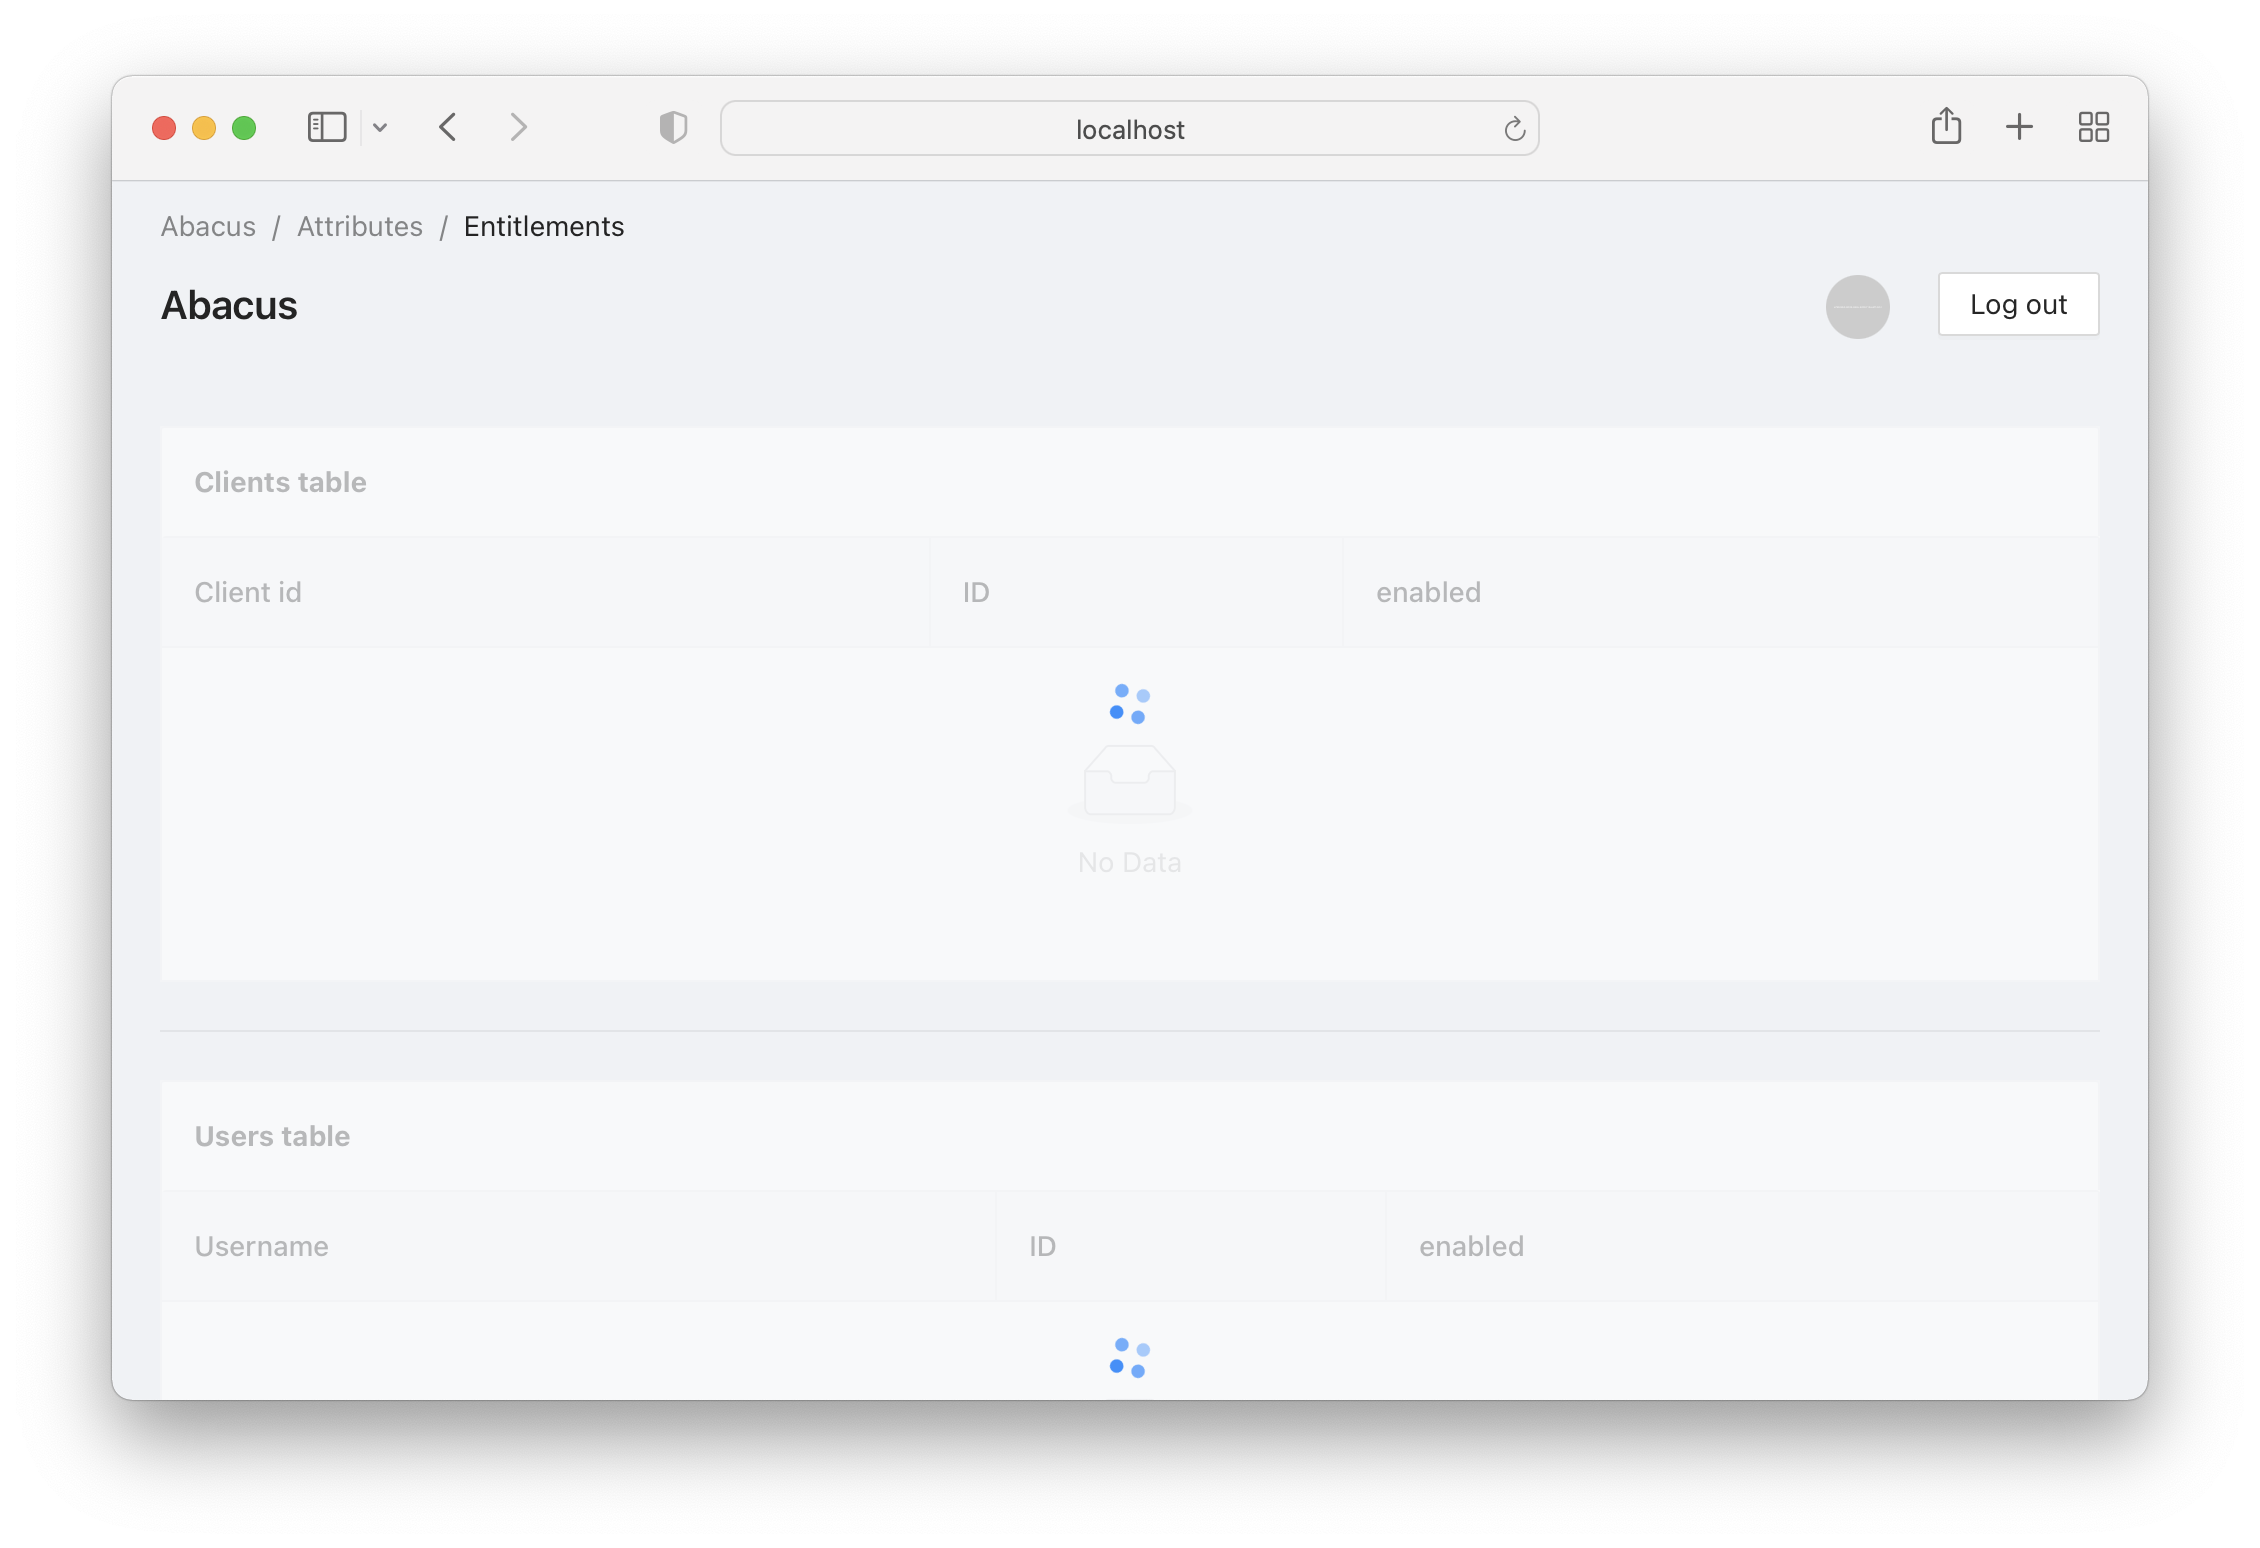 localhost
Abacus / Attributes / Entitlements
Abacus
Log out
Clients table
Client id ID enabled
No Data
Users table
Username ID enabled